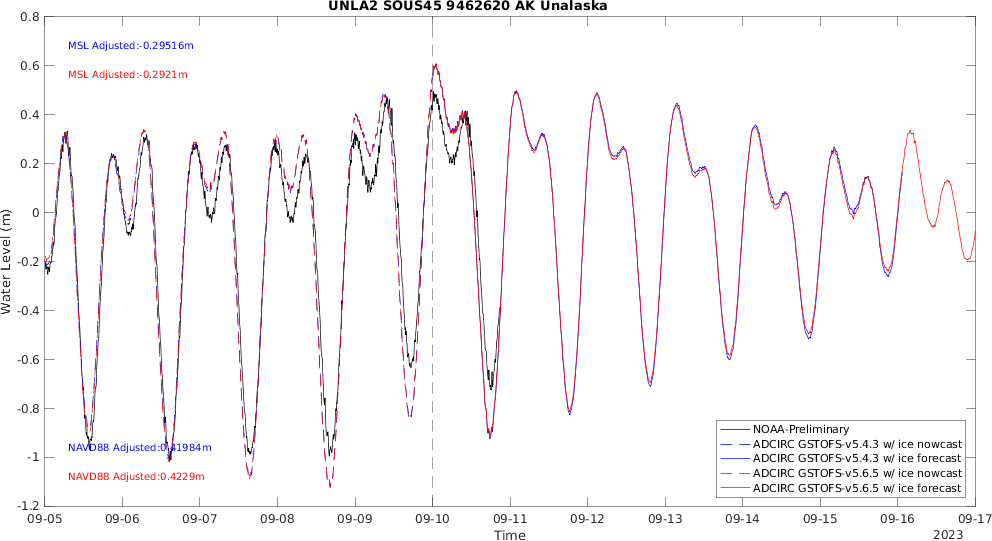 UNLA2 SOUS45 9462620 AK Unalaska
MSL Adjusted:-0.29516m
MSL Adjusted:-0.2921m
NAVD88 Adjusted:0.41984m
NAVD88 Adjusted:0.4229m
Water Level (m)
0.8
0.6
0.4
0.2
0
-0.2
-0.4
-0.6
-0.8
-1
-1.2
NOAA-Preliminary
ADCIRC GSTOFS-v5.4.3 w/ ice nowcast
ADCIRC GSTOFS-v5.4.3 w/ ice forecast
ADCIRC GSTOFS-v5.6.5 w/ ice nowcast
ADCIRC GSTOFS-v5.6.5 w/ ice forecast
09-05 09-06 09-07 09-08 09-09 09-10 09-11 09-12 09-13 09-14 09-15 09-16 09-17
Time
2023